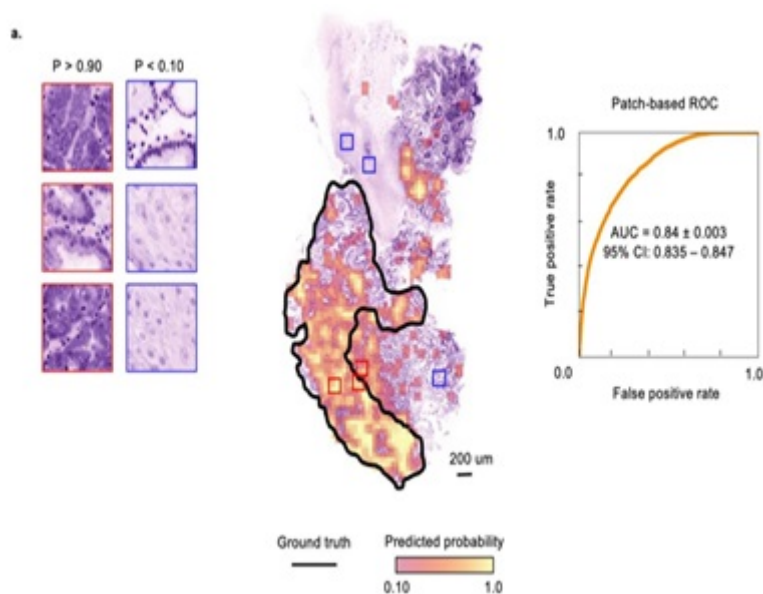 a.
P > 0.90
P < 0.10
200 um
Ground truth
Predicted probability
0.10
1.0
Patch-based ROC
1.0
True positive rate
AUC = 0.84 ± 0.003
95% CI: 0.835 – 0.847
0.0
1.0
False positive rate